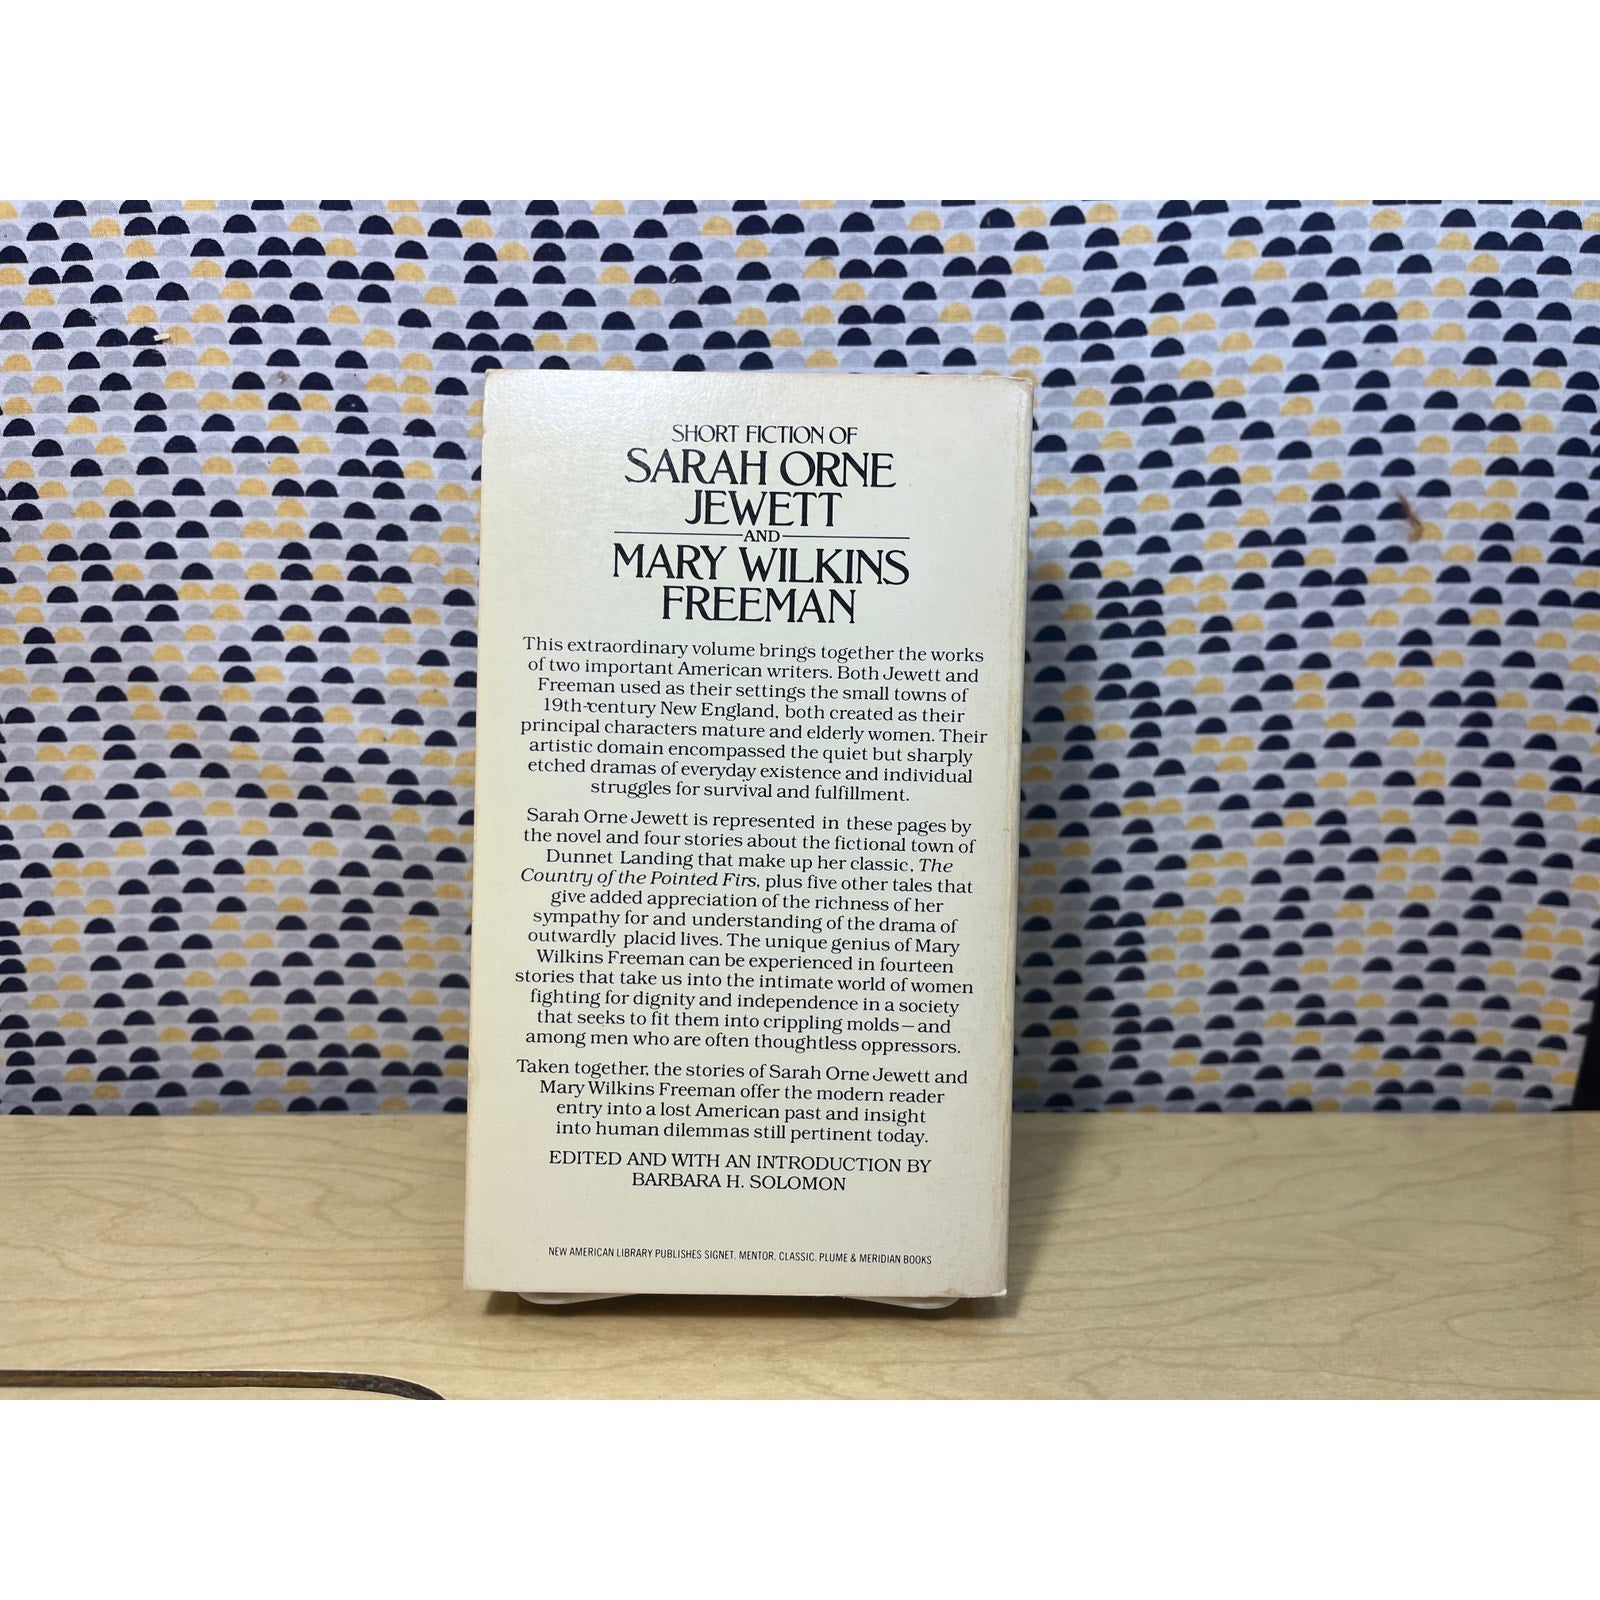 SHORT FICTION OF
SARAH ORNE
JEWETT
AND
MARY WILKINS
FREEMAN
This extraordinary volume brings together the works
of two important American writers. Both Jewett and
Freeman used as their settings the small towns of
19th-century New England, both created as their
principal characters mature and elderly women. Their
artistic domain encompassed the quiet but sharply
etched dramas of everyday existence and individual
struggles for survival and fulfillment.
Sarah Orne Jewett is represented in these pages by
the novel and four stories about the fictional town of
Dunnet Landing that make up her classic, The
Country of the Pointed Firs, plus five other tales that
give added appreciation of the richness of her
sympathy for and understanding of the drama of
outwardly placid lives. The unique genius of Mary
Wilkins Freeman can be experienced in fourteen
stories that take us into the intimate world of women
fighting for dignity and independence in a society
that seeks to fit them into crippling molds—and
among men who are often thoughtless oppressors.
Taken together, the stories of Sarah Orne Jewett and
Mary Wilkins Freeman offer the modern reader
entry into a lost American past and insight
into human dilemmas still pertinent today.
EDITED AND WITH AN INTRODUCTION BY
BARBARA H. SOLOMON
NEW AMERICAN LIBRARY PUBLISHES SIGNET, MENTOR, CLASSIC, PLUME & MERIDIAN BOOKS